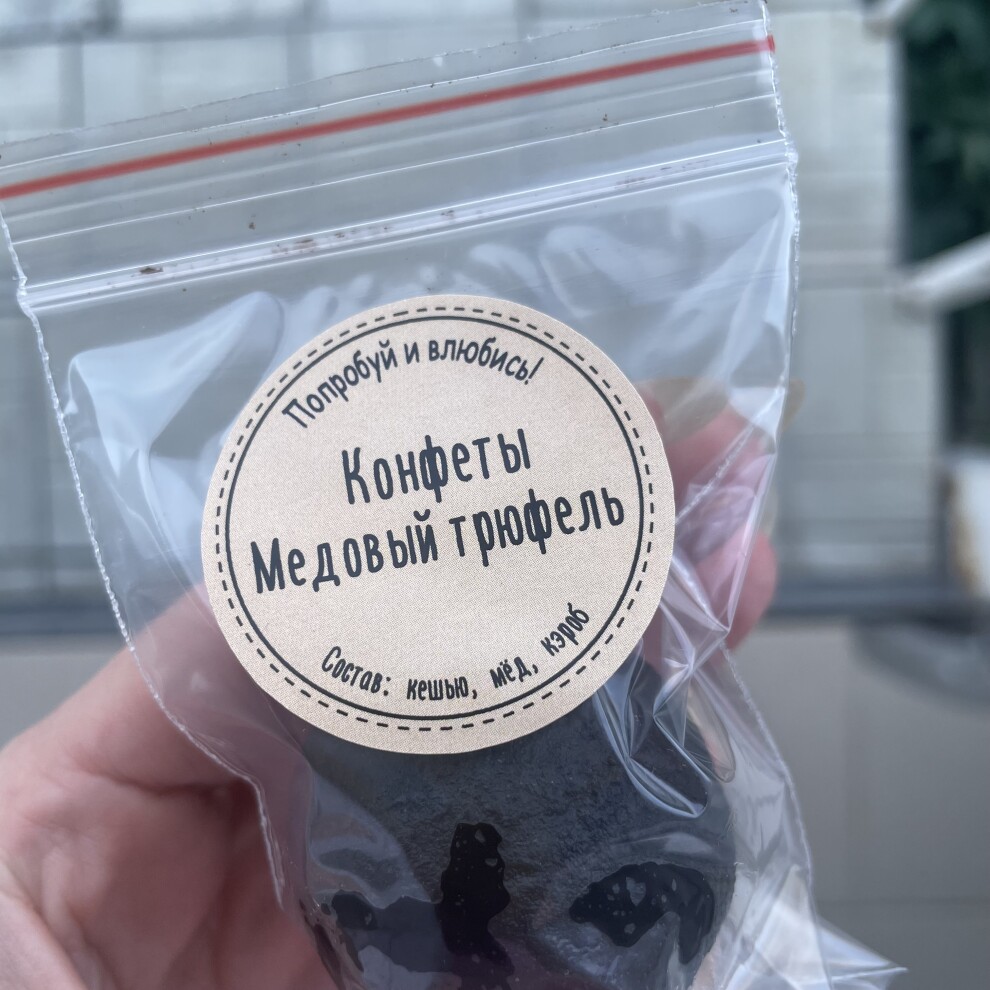 Попробуй и влюбись!
Конфеты
Медовый трюфель
Состав: кешью, мёд, кэроб